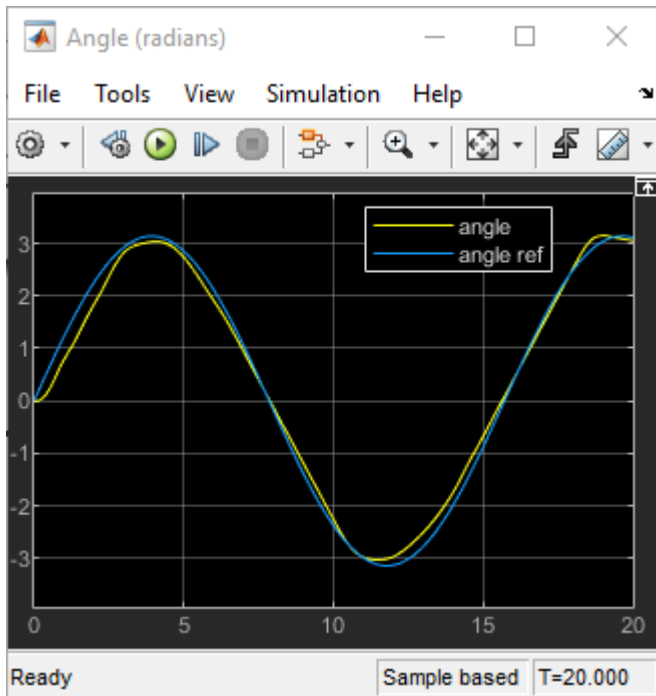 Angle (radians)
File Tools View Simulation Help
angle
angle ref
3
2
1
0
-1
-2
-3
0 5 10 15 20
Ready Sample based T=20.000